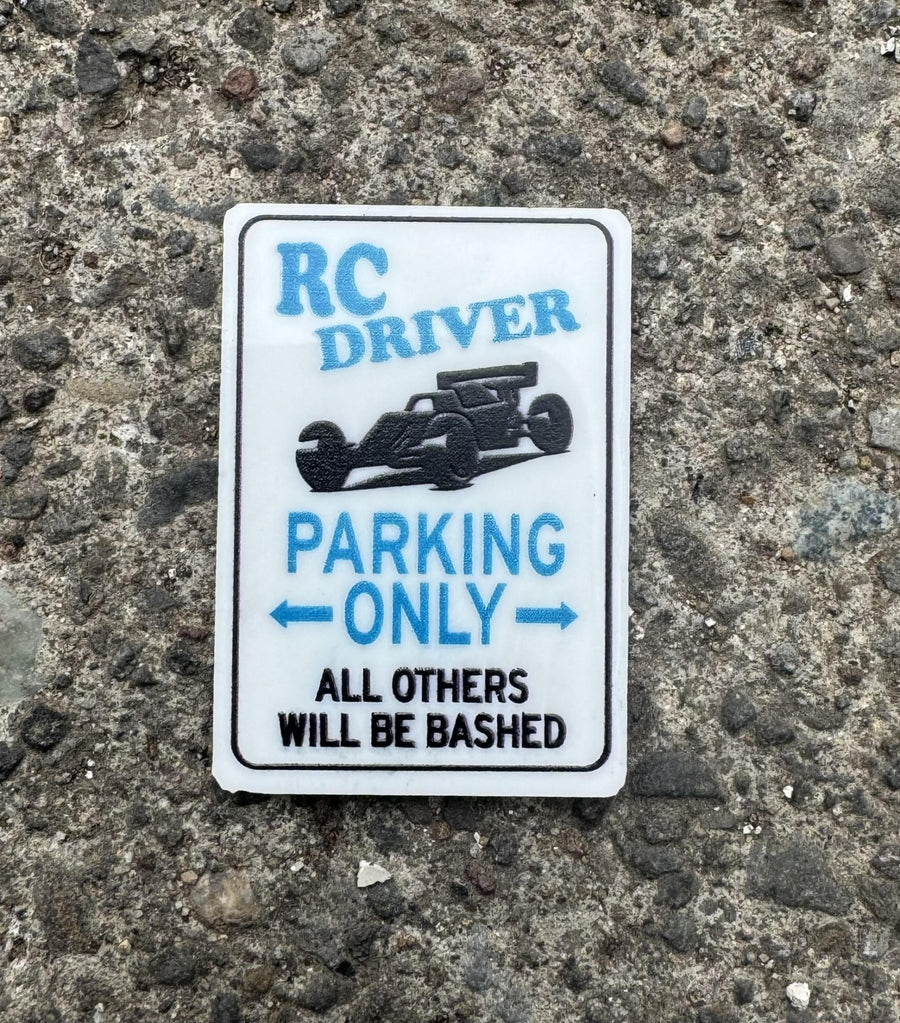 RC
DRIVER
PARKING
ONLY
ALL OTHERS
WILL BE BASHED